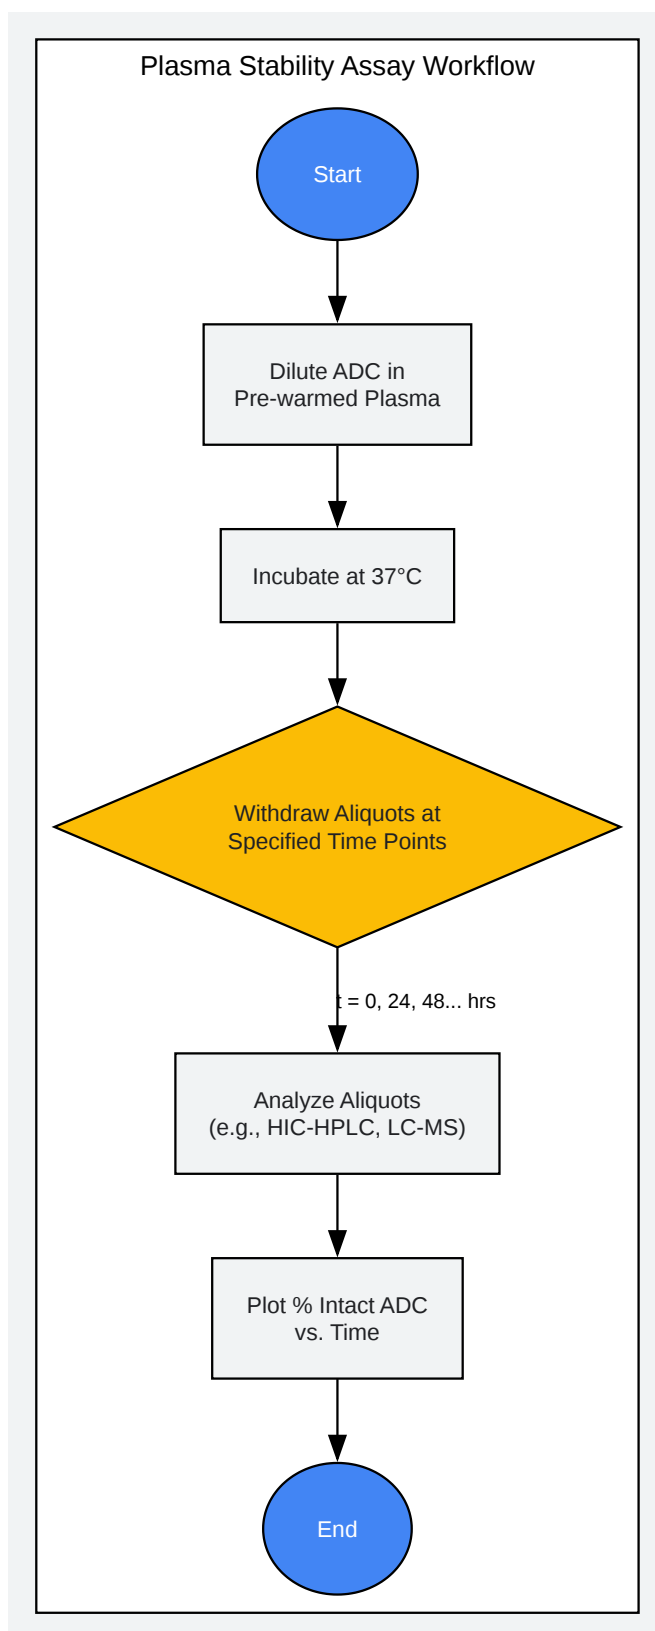 Plasma Stability Assay Workflow
Start
Dilute ADC in
Pre-warmed Plasma
Incubate at 37°C
Withdraw Aliquots at
Specified Time Points
t = 0, 24, 48... hrs
Analyze Aliquots
(e.g., HIC-HPLC, LC-MS)
Plot % Intact ADC
vs. Time
End